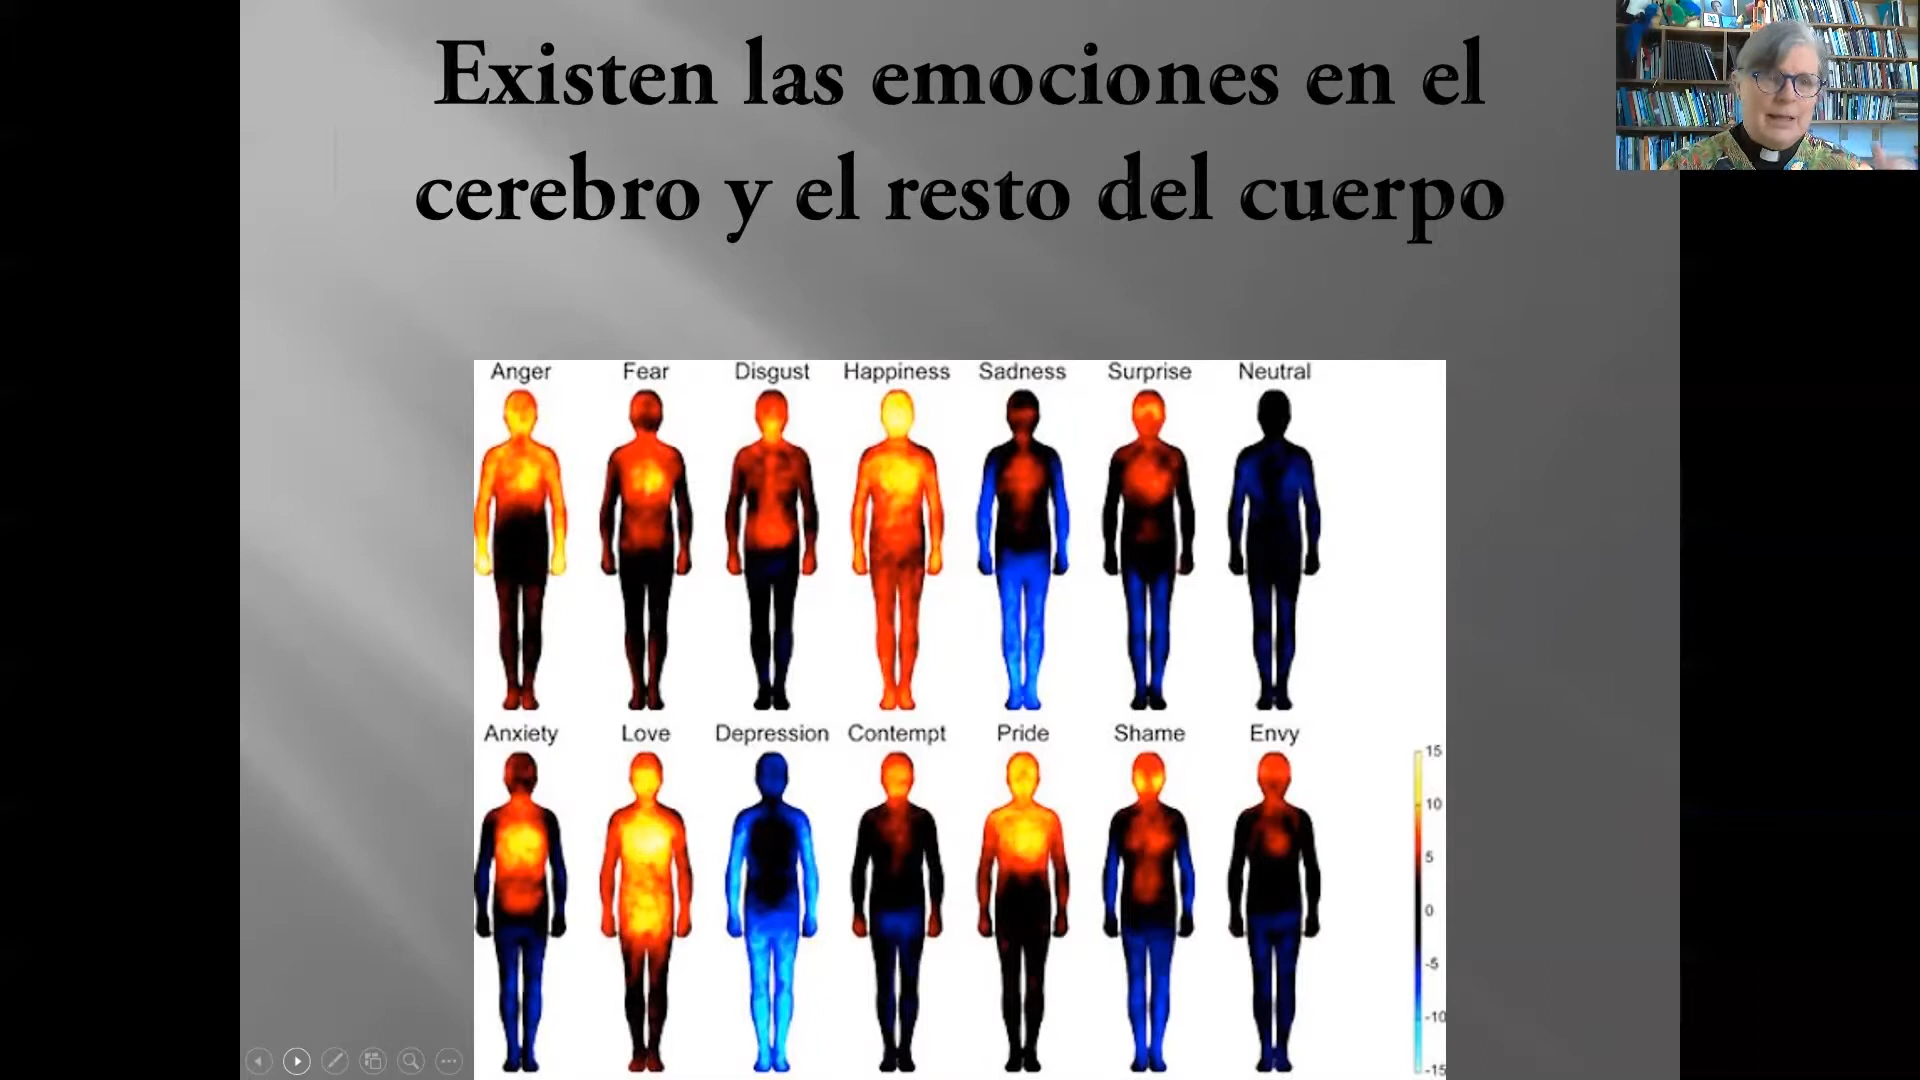 Existen las emociones en el
cerebro y el resto del cuerpo
Anger Fear Disgust Happiness Sadness Surprise Neutral
Anxiety Love Depression Contempt Pride Shame Envy
15
10
5
0
-5
-10
-15